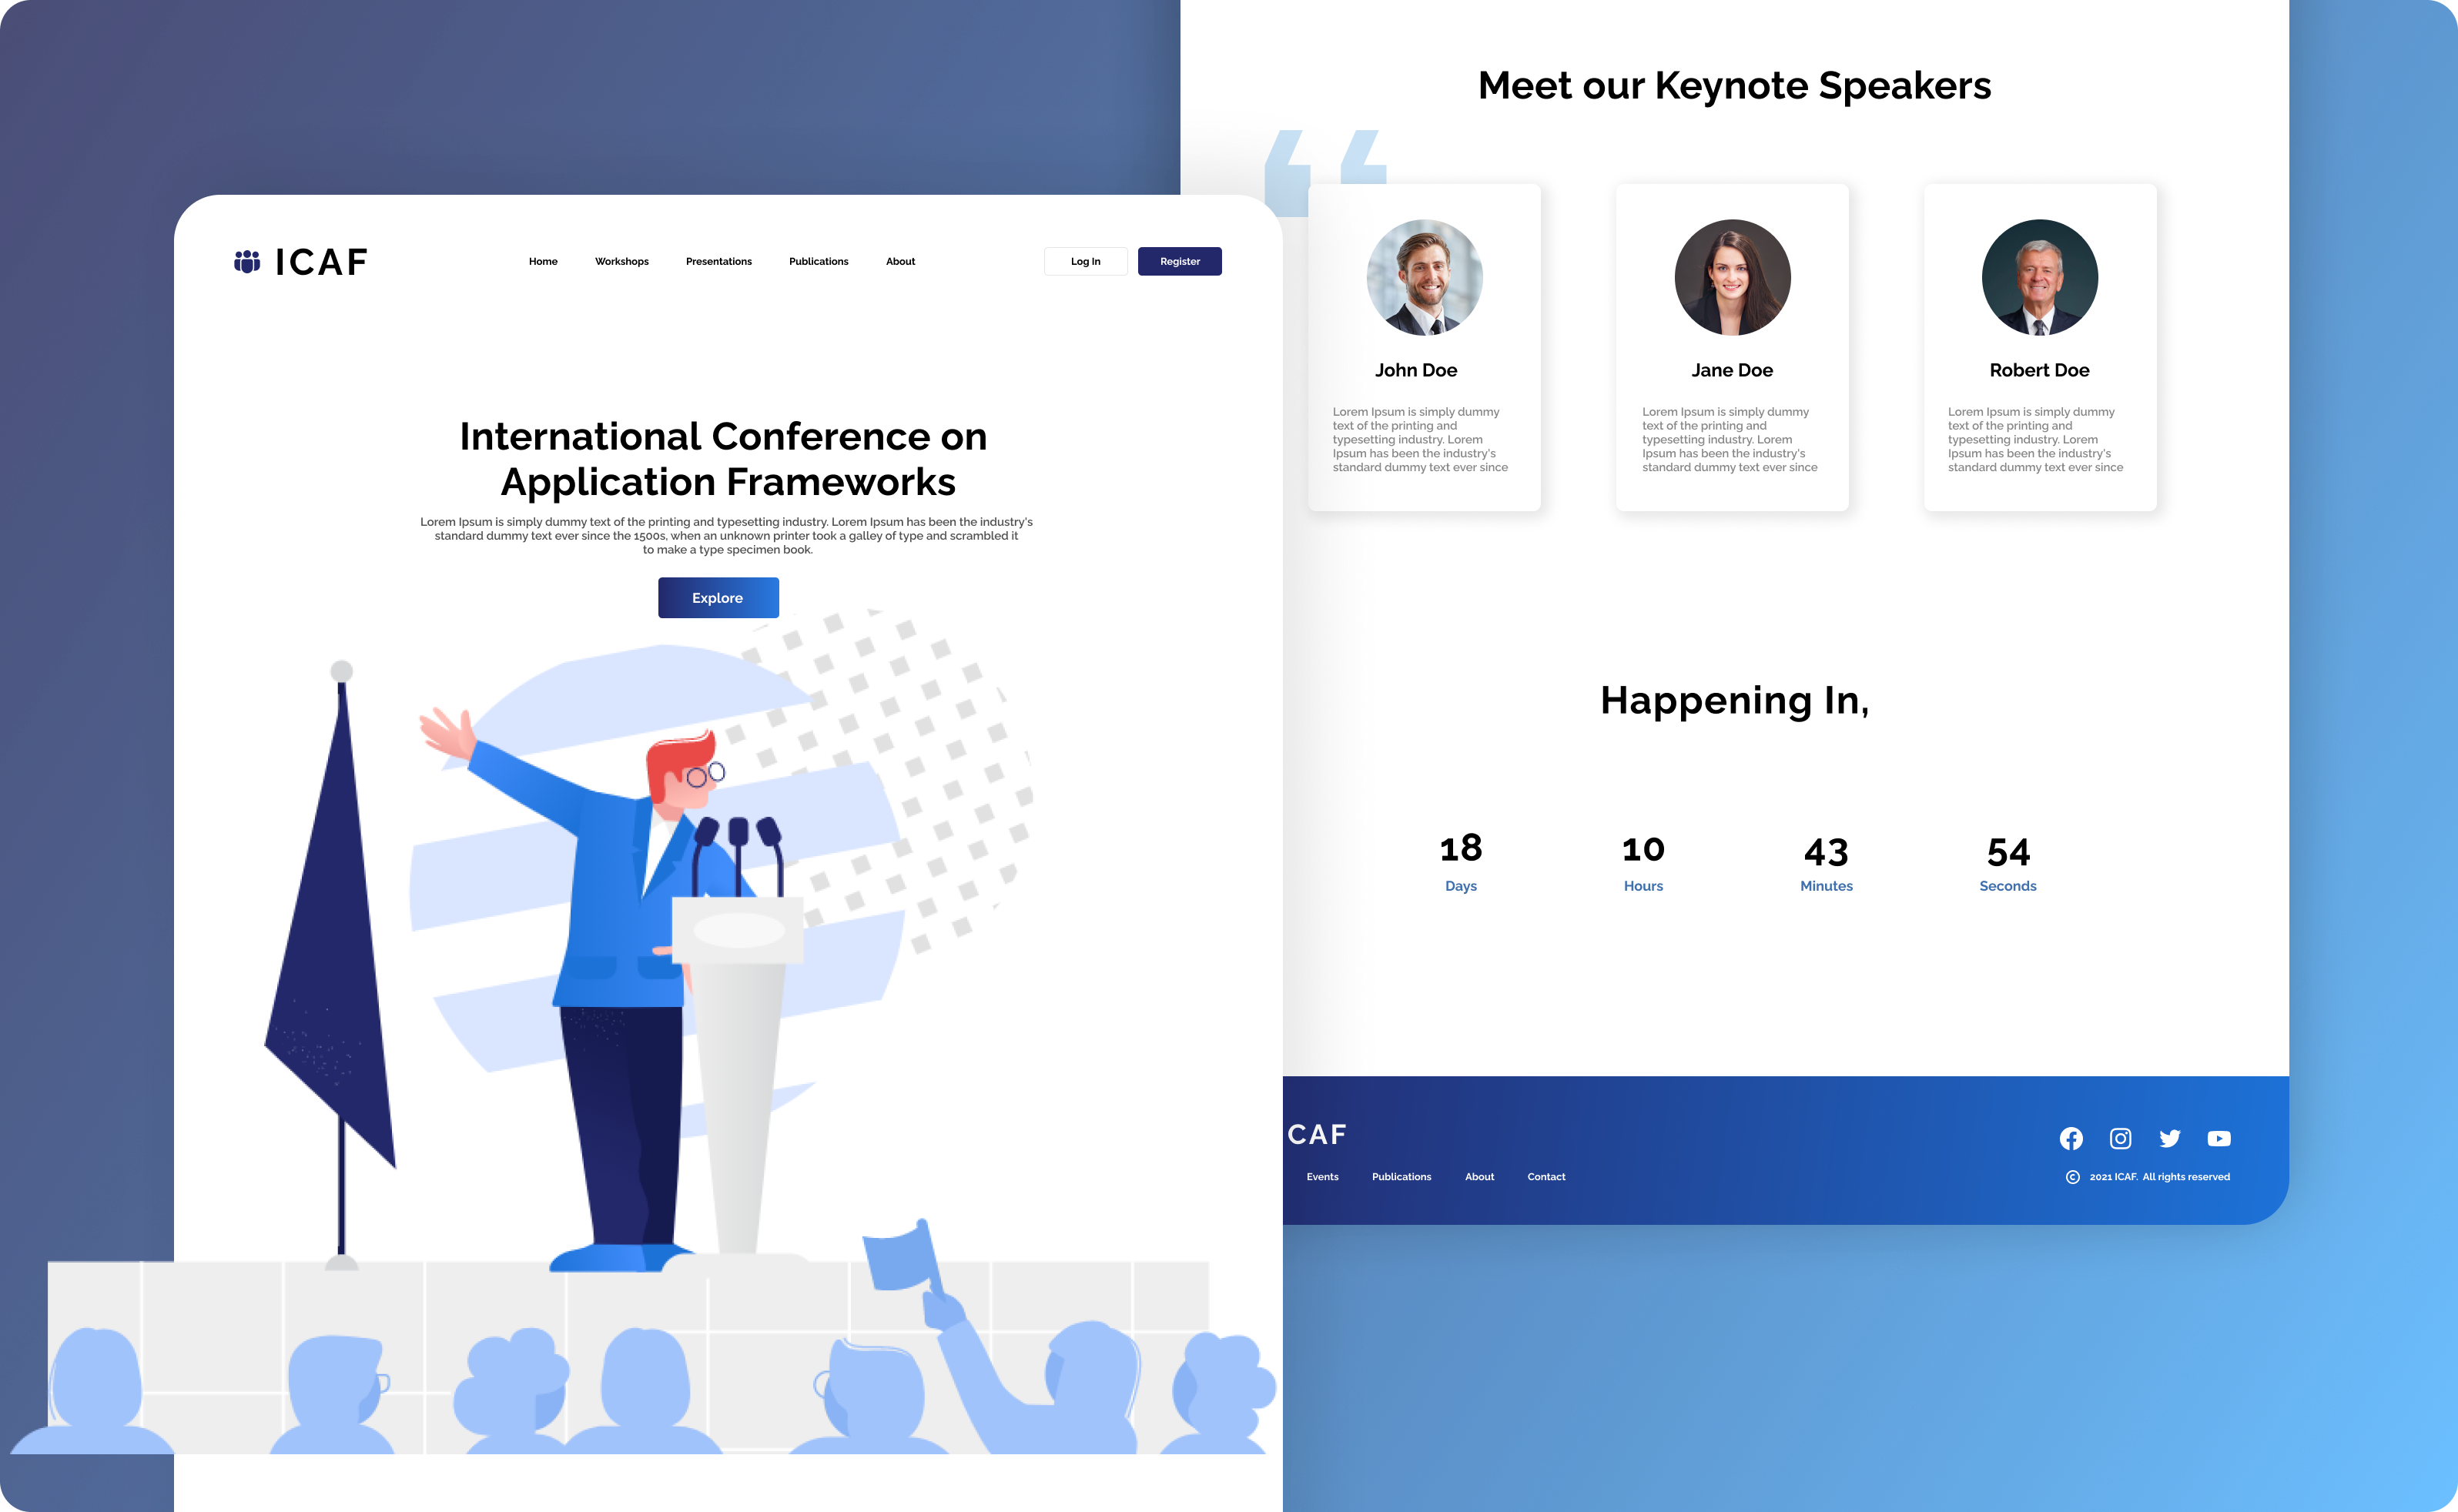 ICAF
Home Workshops Presentations Publications About
Log In Register
International Conference on
Application Frameworks
Lorem Ipsum is simply dummy text of the printing and typesetting industry. Lorem Ipsum has been the industry's
standard dummy text ever since the 1500s, when an unknown printer took a galley of type and scrambled it
to make a type specimen book.
Explore
Meet our Keynote Speakers
“
John Doe
Lorem Ipsum is simply dummy
text of the printing and
typesetting industry. Lorem
Ipsum has been the industry's
standard dummy text ever since
Jane Doe
Lorem Ipsum is simply dummy
text of the printing and
typesetting industry. Lorem
Ipsum has been the industry's
standard dummy text ever since
Robert Doe
Lorem Ipsum is simply dummy
text of the printing and
typesetting industry. Lorem
Ipsum has been the industry's
standard dummy text ever since
Happening In,
18 10 43 54
Days Hours Minutes Seconds
CAF
Events Publications About Contact
© 2021 ICAF. All rights reserved